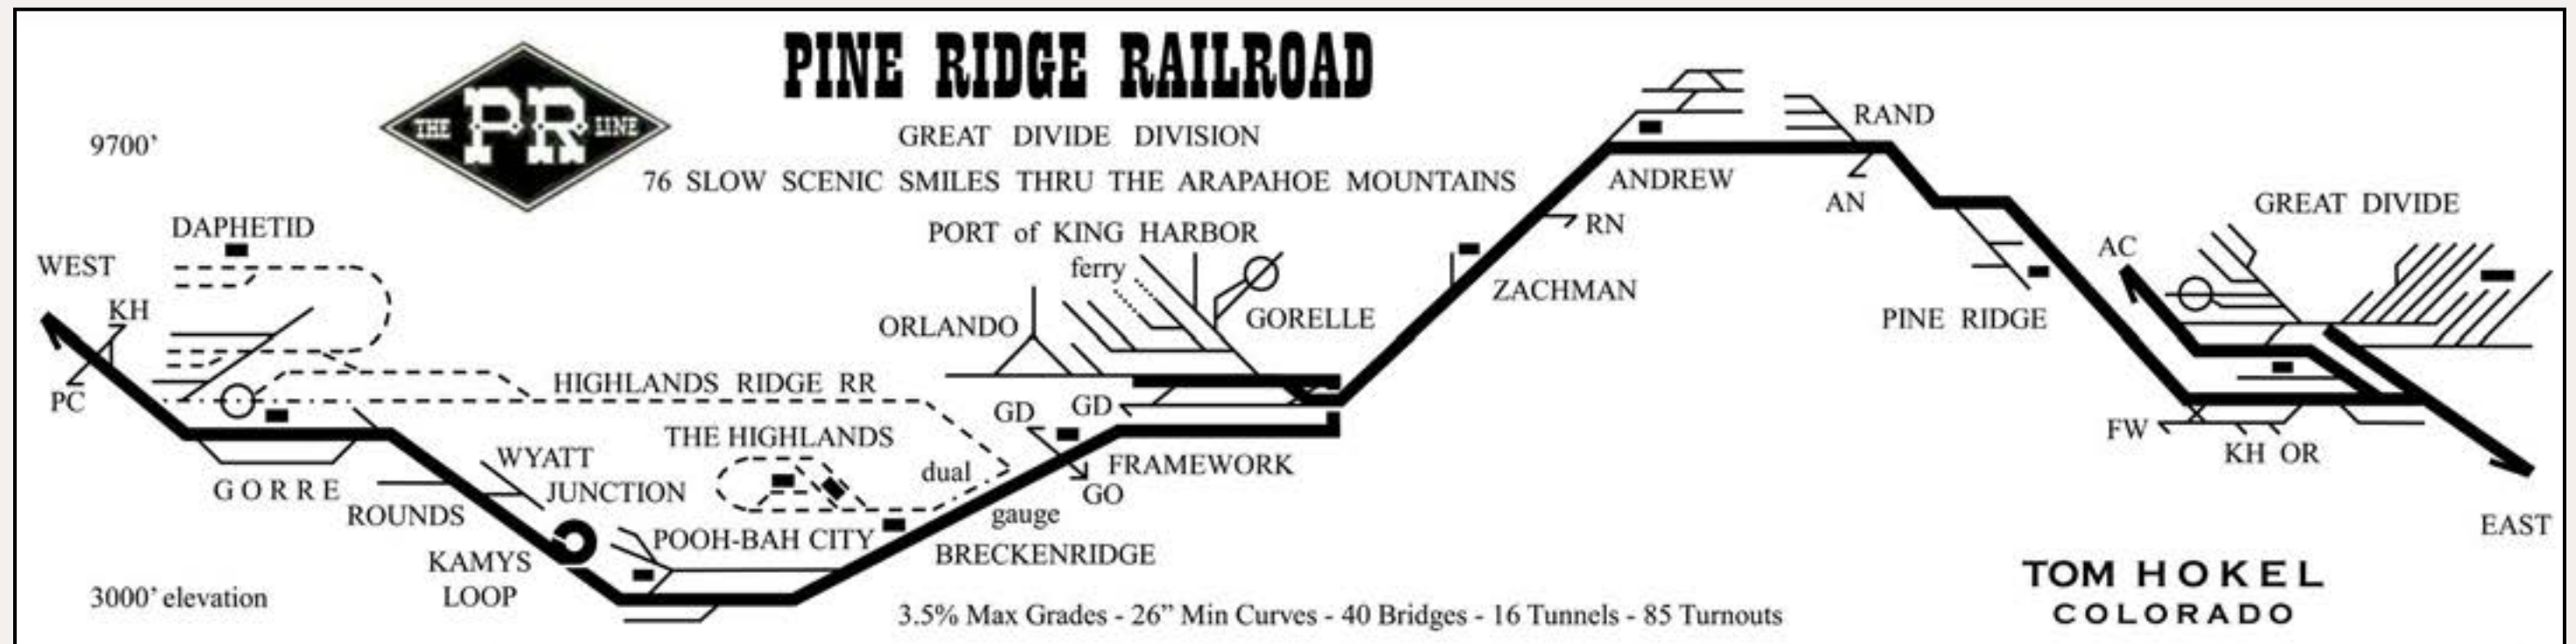 PINE RIDGE RAILROAD
THE PR LINE
GREAT DIVIDE DIVISION
9700’
76 SLOW SCENIC SMILES THRU THE ARAPAHOE MOUNTAINS
RAND
ANDREW
AN
GREAT DIVIDE
DAPHETID
PORT of KING HARBOR
RN
WEST
ferry
AC
KH
ORLANDO
GORELLE
ZACHMAN
PINE RIDGE
PC
HIGHLANDS RIDGE RR
GD
GD
FW
KH OR
THE HIGHLANDS
WYATT
JUNCTION
dual
FRAMEWORK
GO
GORRE
ROUNDS
gauge
EAST
POOH-BAH CITY
BRECKENRIDGE
KAMYS
LOOP
3000’ elevation
3.5% Max Grades - 26” Min Curves - 40 Bridges - 16 Tunnels - 85 Turnouts
TOM HOKEL
COLORADO